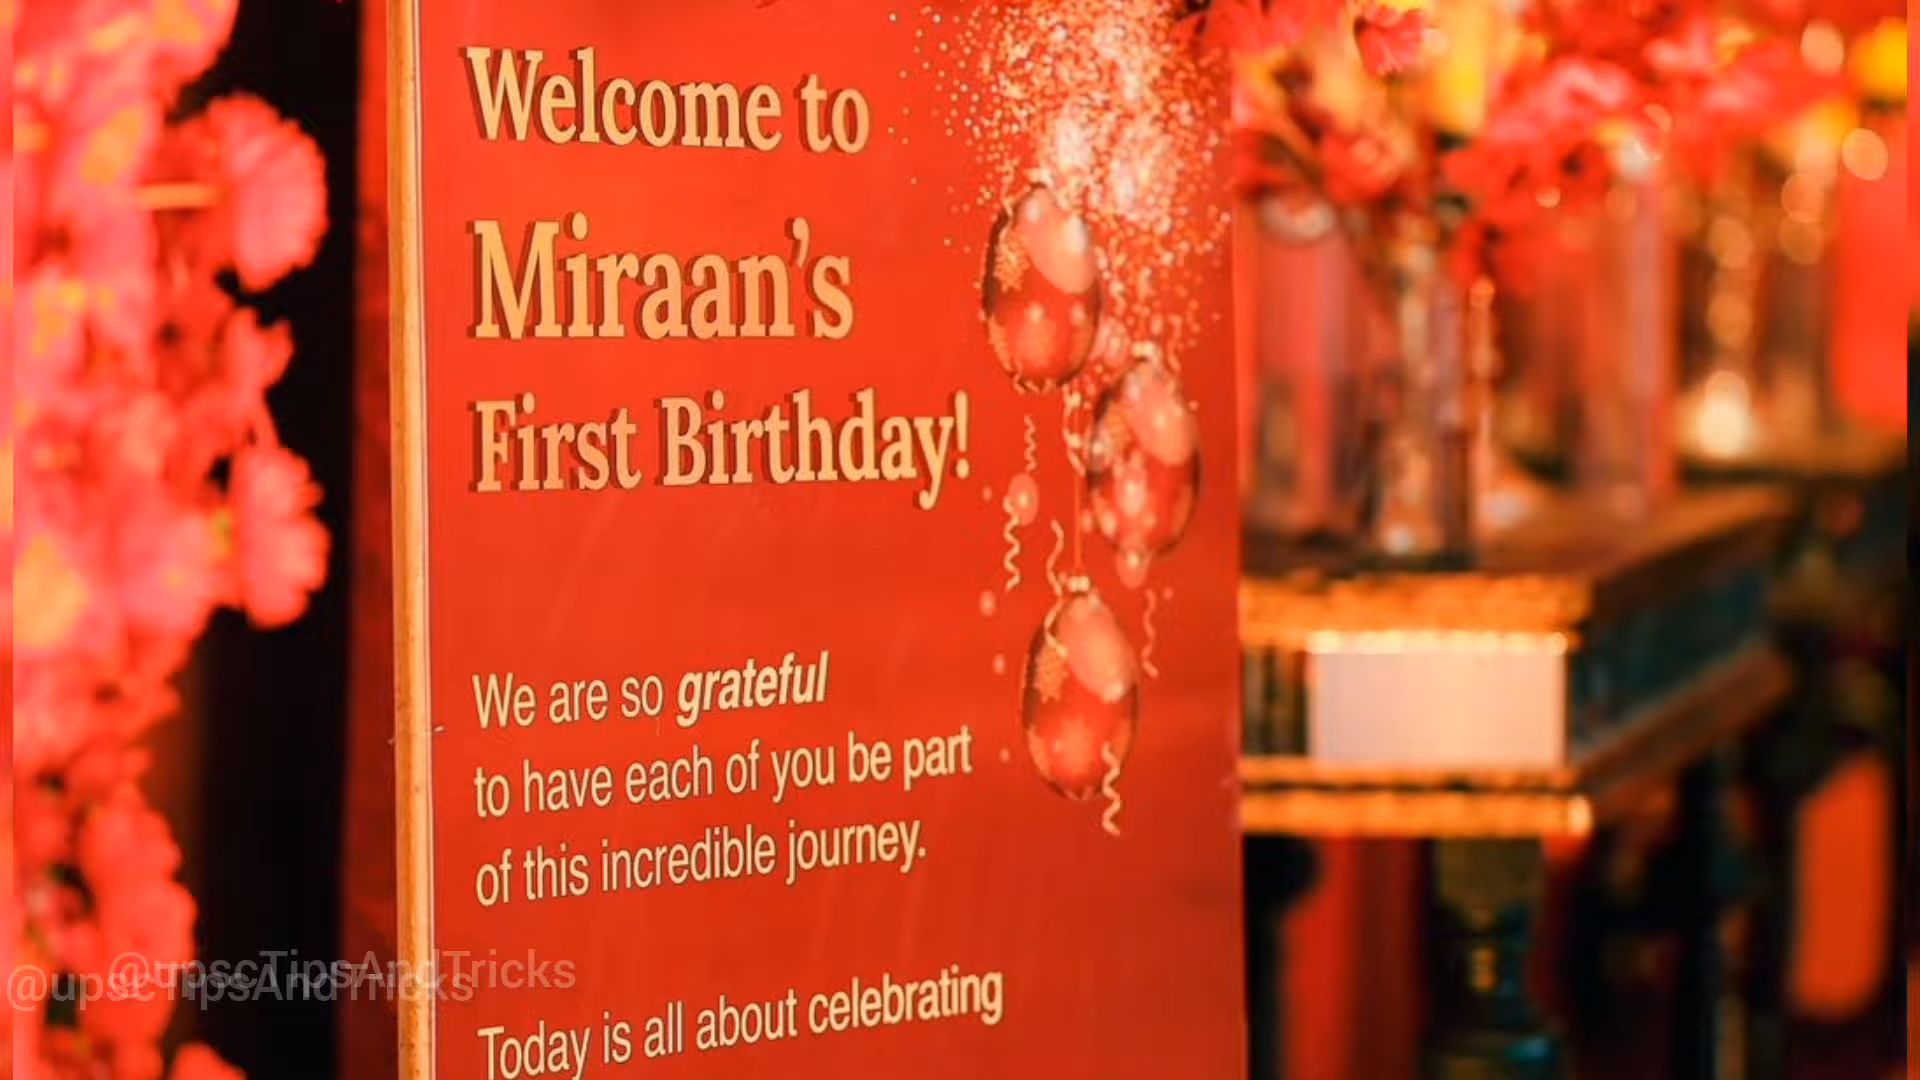 Welcome to
Miraan's
First Birthday!
We are so grateful
to have each of you be part
of this incredible journey.
Today is all about celebrating
@upscTipsAndTricks
@upscTipsAndTricks